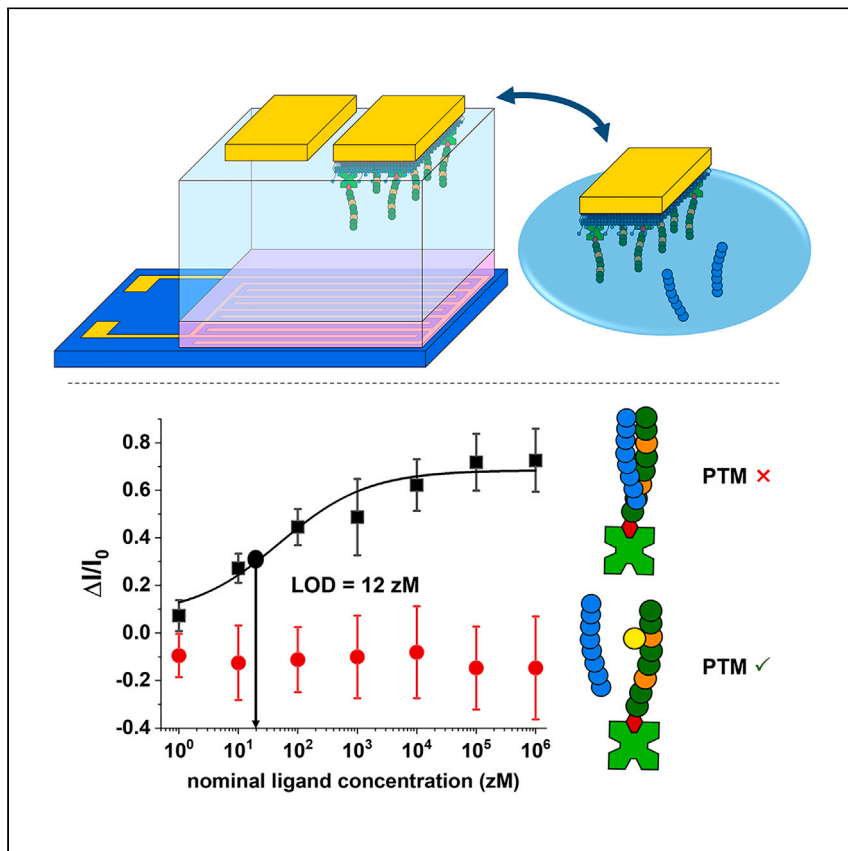 0.8
0.6
0.4
0.2
0.0
-0.2
-0.4
ΔI/I₀
LOD = 12 zM
10⁰ 10¹ 10² 10³ 10⁴ 10⁵ 10⁶
nominal ligand concentration (zM)
PTM ×
PTM ✓